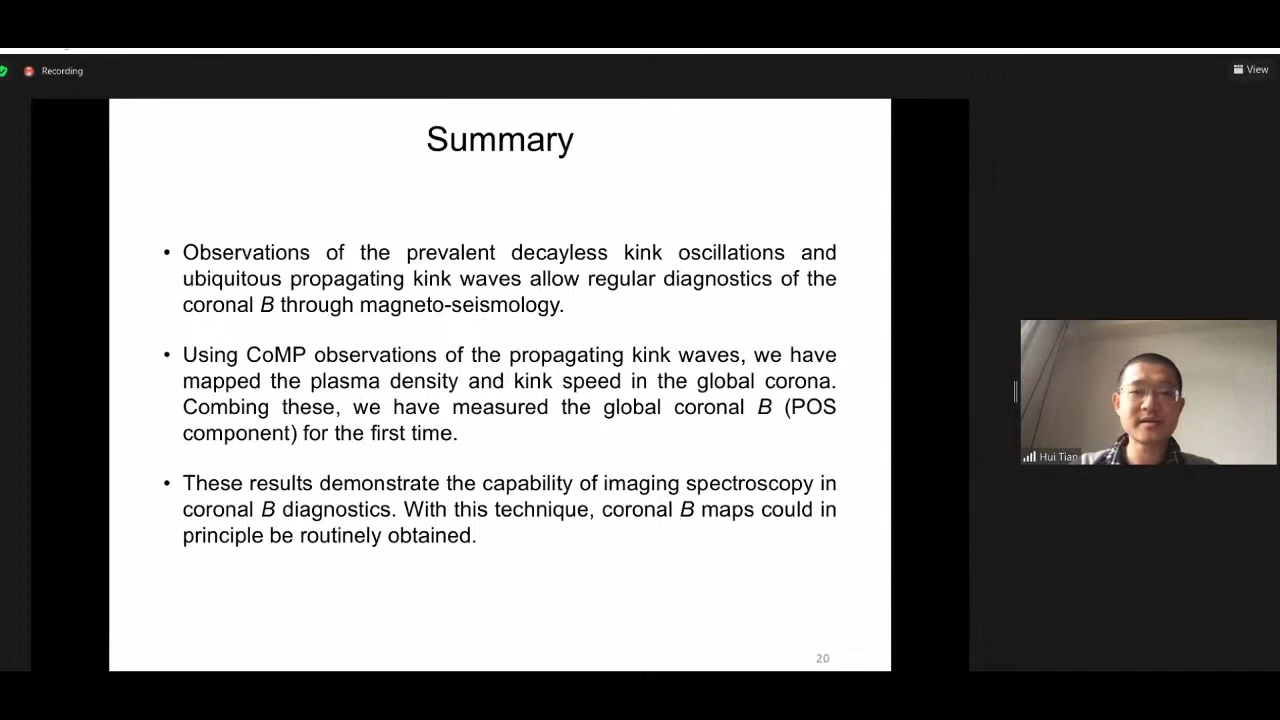 Recording
View
Summary
• Observations of the prevalent decayless kink oscillations and
ubiquitous propagating kink waves allow regular diagnostics of the
coronal B through magneto-seismology.
• Using CoMP observations of the propagating kink waves, we have
mapped the plasma density and kink speed in the global corona.
Combing these, we have measured the global coronal B (POS
component) for the first time.
• These results demonstrate the capability of imaging spectroscopy in
coronal B diagnostics. With this technique, coronal B maps could in
principle be routinely obtained.
Hui Tian
20